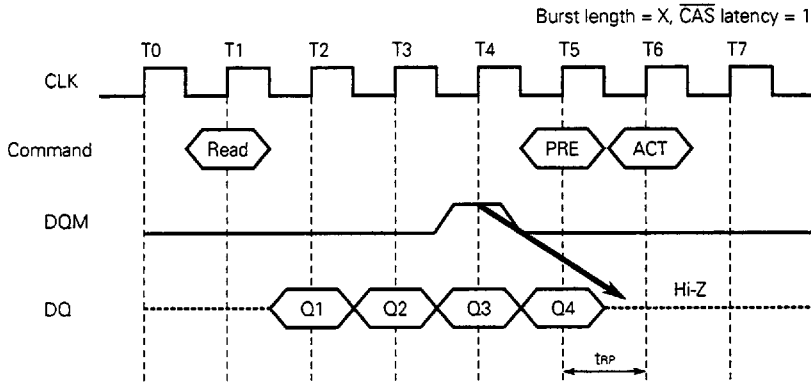 Burst length = X, CAS latency = 1
T0 T1 T2 T3 T4 T5 T6 T7
CLK
Command Read PRE ACT
DQM
Hi-Z
DQ Q1 Q2 Q3 Q4
tRP